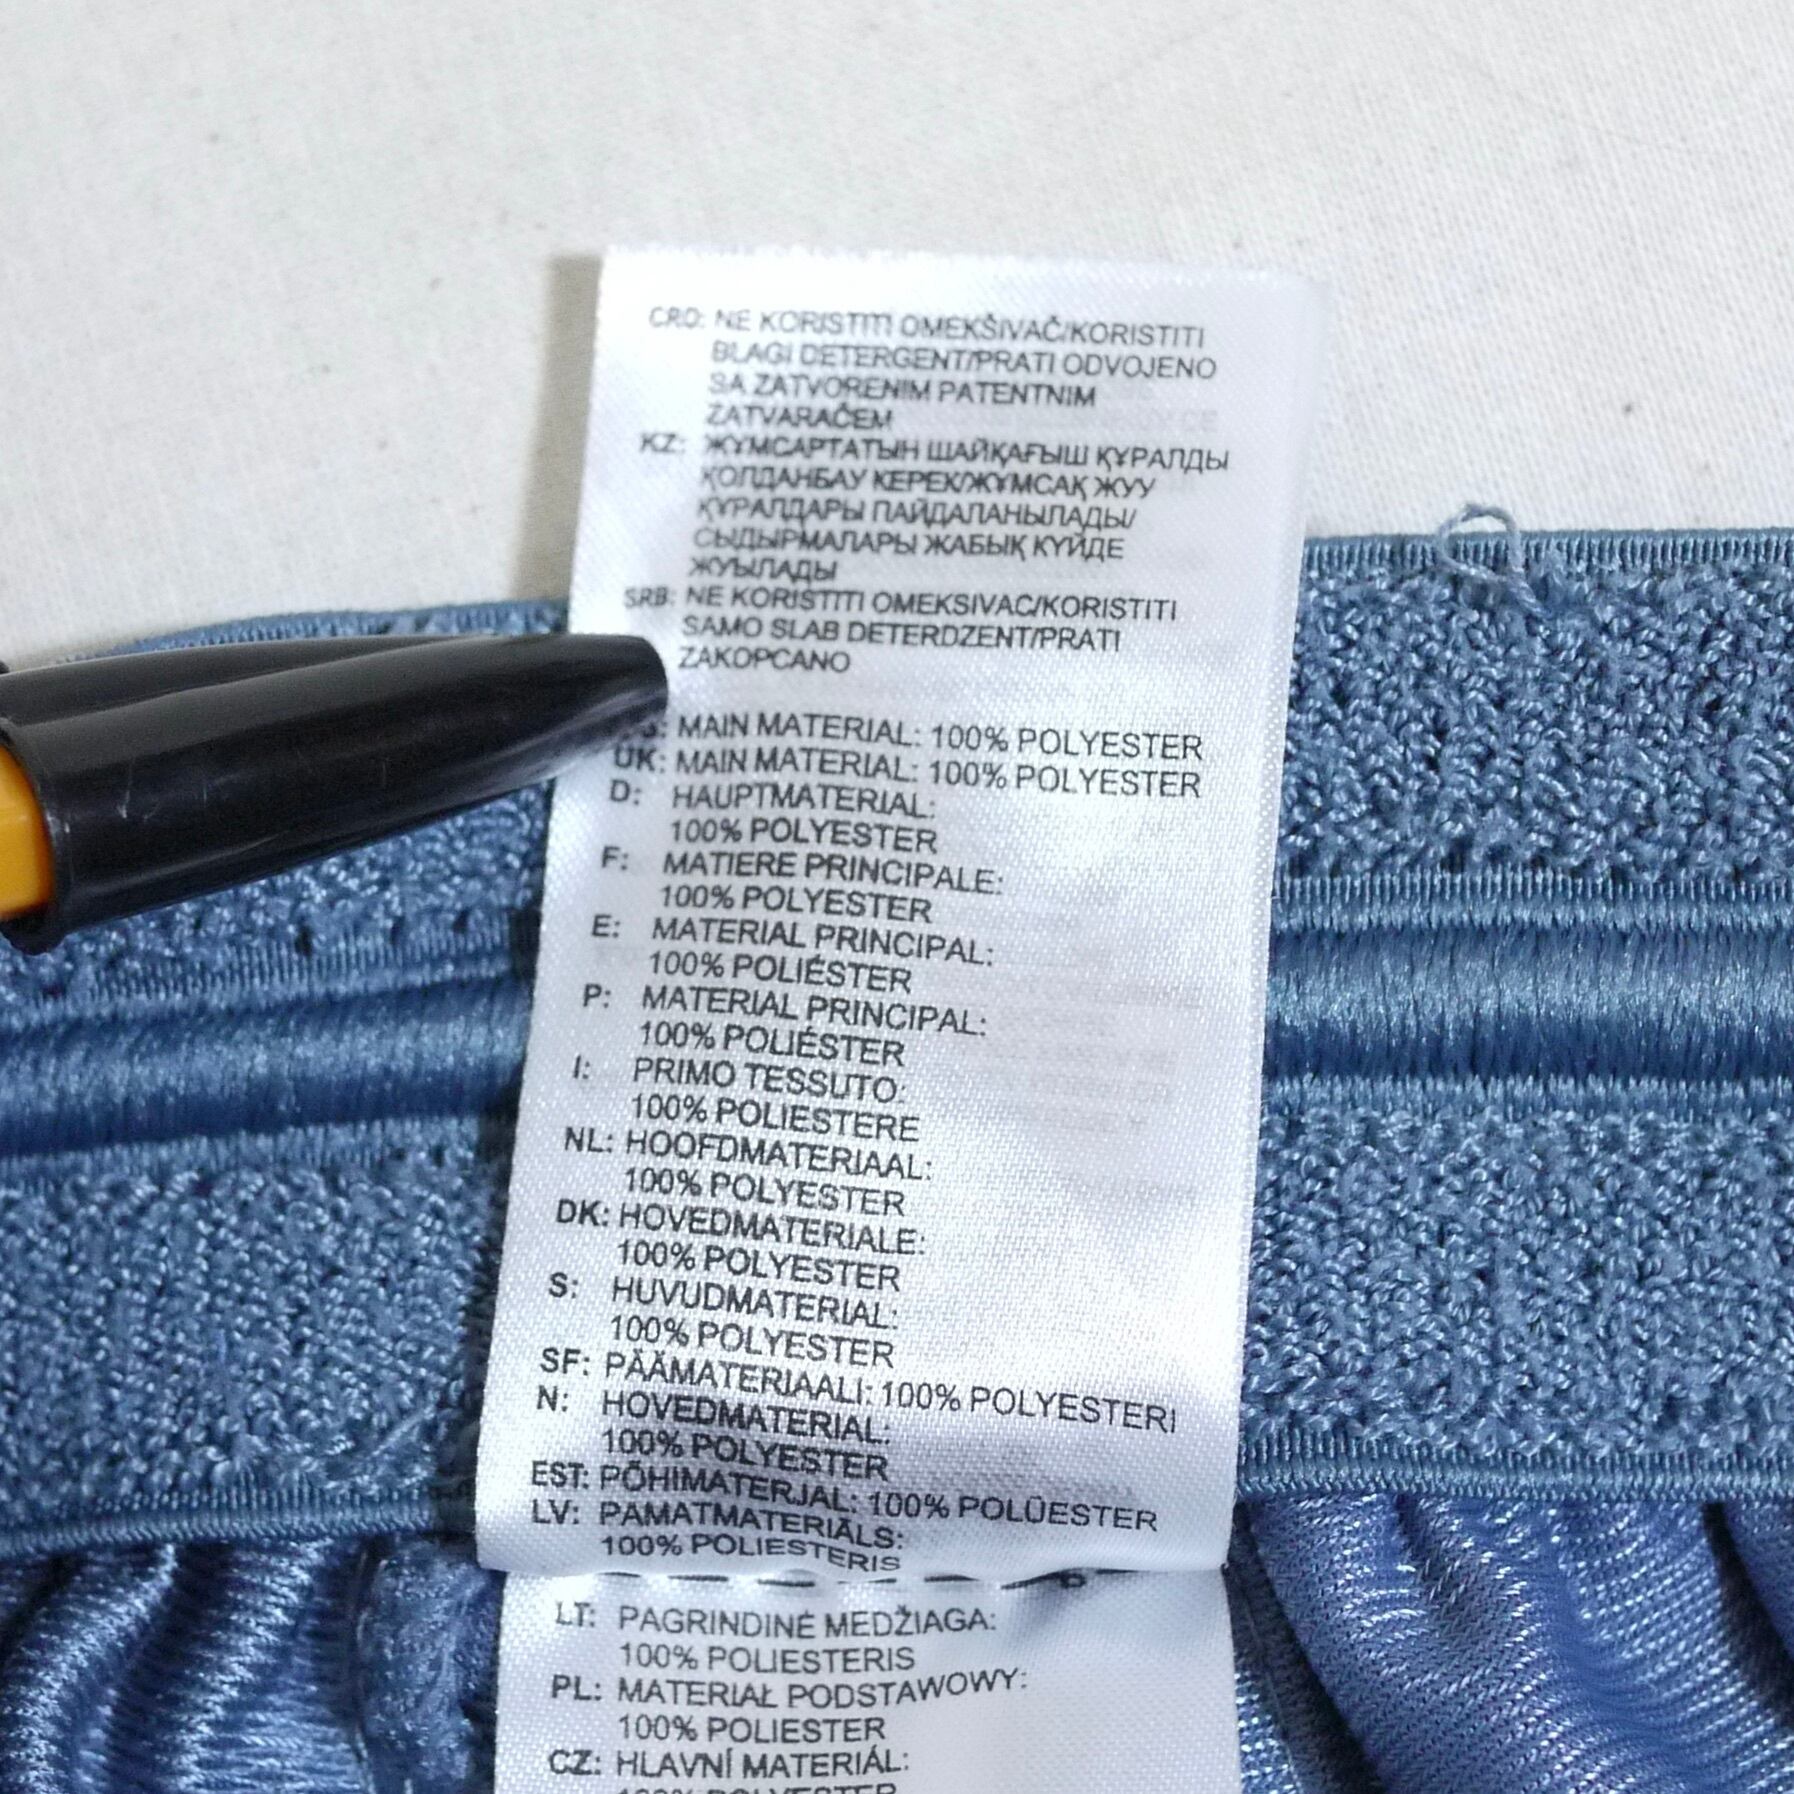 CRO: NE KORISTITI OMEKŠIVAČ/KORISTITI
BLAGI DETERGENT/PRATI ODVOJENO
SA ZATVORENIM PATENTNIM
ZATVARAČEM
KZ: ЖҰМСАРТАТЫН ШАЙҚАҒЫШ ҚҰРАЛДЫ
ҚОЛДАНБАУ КЕРЕК/ЖҰМСАҚ ЖУУ
ҚҰРАЛДАРЫ ПАЙДАЛАНЫЛАДЫ/
СЫДЫРМАЛАРЫ ЖАБЫҚ КҮЙДЕ
ЖУЫЛАДЫ
SRB: NE KORISTITI OMEKSIVAC/KORISTITI
SAMO SLAB DETERDZENT/PRATI
ZAKOPCANO
MAIN MATERIAL: 100% POLYESTER
UK: MAIN MATERIAL: 100% POLYESTER
D: HAUPTMATERIAL:
100% POLYESTER
F: MATIERE PRINCIPALE:
100% POLYESTER
E: MATERIAL PRINCIPAL:
100% POLIÉSTER
P: MATERIAL PRINCIPAL:
100% POLIÉSTER
I: PRIMO TESSUTO:
100% POLIESTERE
NL: HOOFDMATERIAAL:
100% POLYESTER
DK: HOVEDMATERIALE:
100% POLYESTER
S: HUVUDMATERIAL:
100% POLYESTER
SF: PÄÄMATERIAALI: 100% POLYESTERI
N: HOVEDMATERIAL:
100% POLYESTER
EST: PÕHIMATERJAL: 100% POLÜESTER
LV: PAMATMATERIĀLS:
100% POLIESTERIS
LT: PAGRINDINĖ MEDŽIAGA:
100% POLIESTERIS
PL: MATERIAŁ PODSTAWOWY:
100% POLIESTER
CZ: HLAVNÍ MATERIÁL:
100% POLYESTER